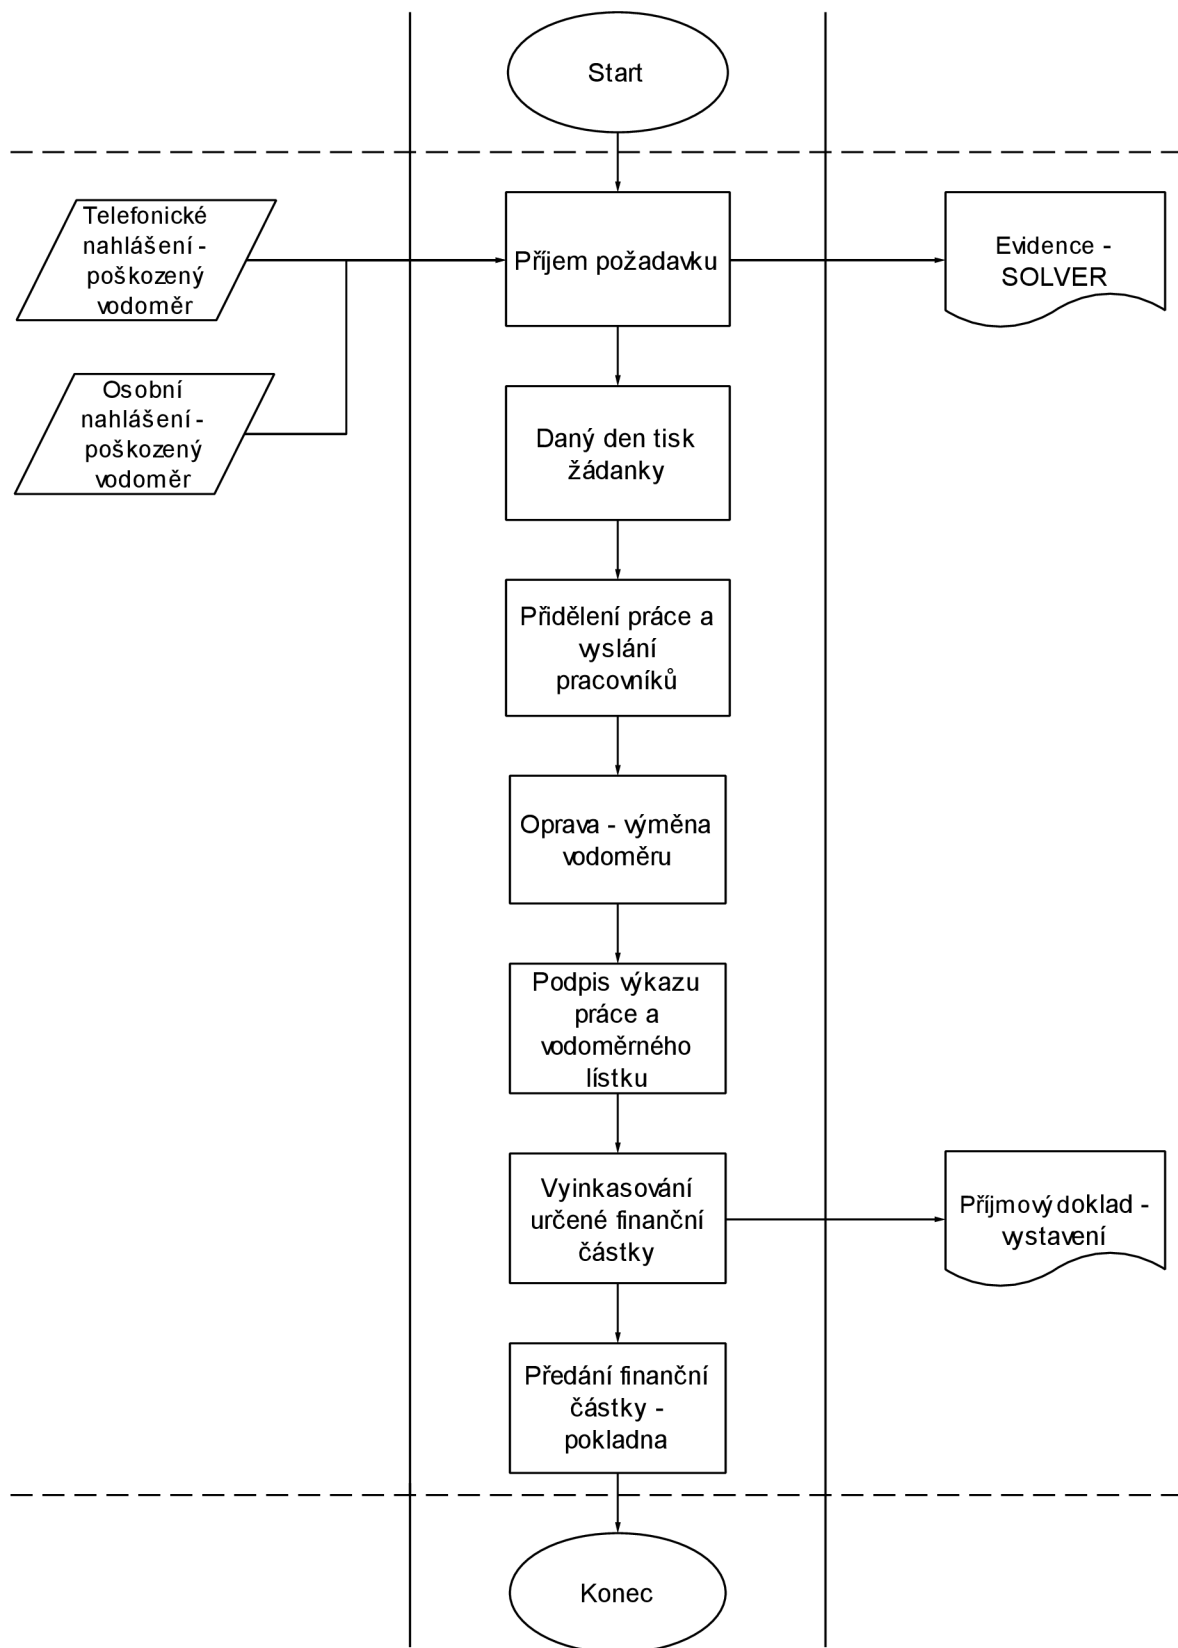 Start
Telefonické
nahlášení -
poškozený
vodoměr
Příjem požadavku
Evidence -
SOLVER
Osobní
nahlášení -
poškozený
vodoměr
Daný den tisk
žádanky
Přidělení práce a
vyslání
pracovníků
Oprava - výměna
vodoměru
Podpis výkazu
práce a
vodoměrného
lístku
Vyinkasování
určené finanční
částky
Příjmový doklad -
vystavení
Předání finanční
částky -
pokladna
Konec